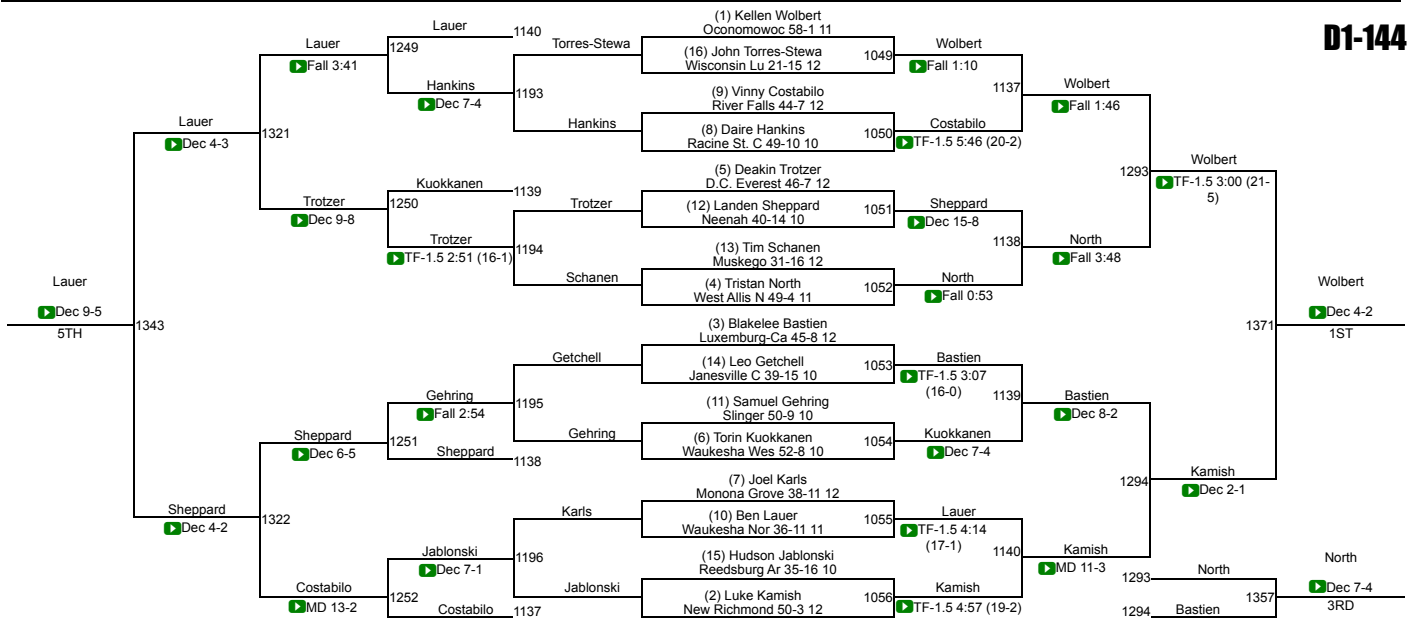 D1-144
Lauer
1140
1249
Lauer
Fall 3:41
Hankins
Dec 7-4
1193
Torres-Stewa
Hankins
Lauer
Dec 4-3
1321
Kuokkanen
1139
1250
Trotzer
Dec 9-8
Trotzer
TF-1.5 2:51 (16-1)
1194
Trotzer
Schanen
Lauer
Dec 9-5
5TH
1343
Getchell
Gehring
Fall 2:54
1195
Gehring
Sheppard
Dec 6-5
1251
Sheppard
1138
Sheppard
Dec 4-2
1322
Karls
Jablonski
Dec 7-1
1196
Jablonski
Costabilo
MD 13-2
1252
Costabilo
1137
(1) Kellen Wolbert
Oconomowoc 58-1 11
(16) John Torres-Stewa
Wisconsin Lu 21-15 12
1049
(9) Vinny Costabilo
River Falls 44-7 12
(8) Daire Hankins
Racine St. C 49-10 10
1050
(5) Deakin Trotzer
D.C. Everest 46-7 12
(12) Landen Sheppard
Neenah 40-14 10
1051
(13) Tim Schanen
Muskego 31-16 12
(4) Tristan North
West Allis N 49-4 11
1052
(3) Blakelee Bastien
Luxemburg-Ca 45-8 12
(14) Leo Getchell
Janesville C 39-15 10
1053
(11) Samuel Gehring
Slinger 50-9 10
(6) Torin Kuokkanen
Waukesha Wes 52-8 10
1054
(7) Joel Karls
Monona Grove 38-11 12
(10) Ben Lauer
Waukesha Nor 36-11 11
1055
(15) Hudson Jablonski
Reedsburg Ar 35-16 10
(2) Luke Kamish
New Richmond 50-3 12
1056
Wolbert
Fall 1:10
1137
Costabilo
TF-1.5 5:46 (20-2)
Wolbert
Fall 1:46
Sheppard
Dec 15-8
1138
North
Fall 0:53
North
Fall 3:48
1293
Wolbert
TF-1.5 3:00 (21-
5)
Bastien
TF-1.5 3:07
(16-0)
1139
Kuokkanen
Dec 7-4
Bastien
Dec 8-2
Lauer
TF-1.5 4:14
(17-1)
1140
Kamish
TF-1.5 4:57 (19-2)
Kamish
MD 11-3
1294
Kamish
Dec 2-1
1371
Wolbert
Dec 4-2
1ST
1293
North
1294
Bastien
1357
North
Dec 7-4
3RD